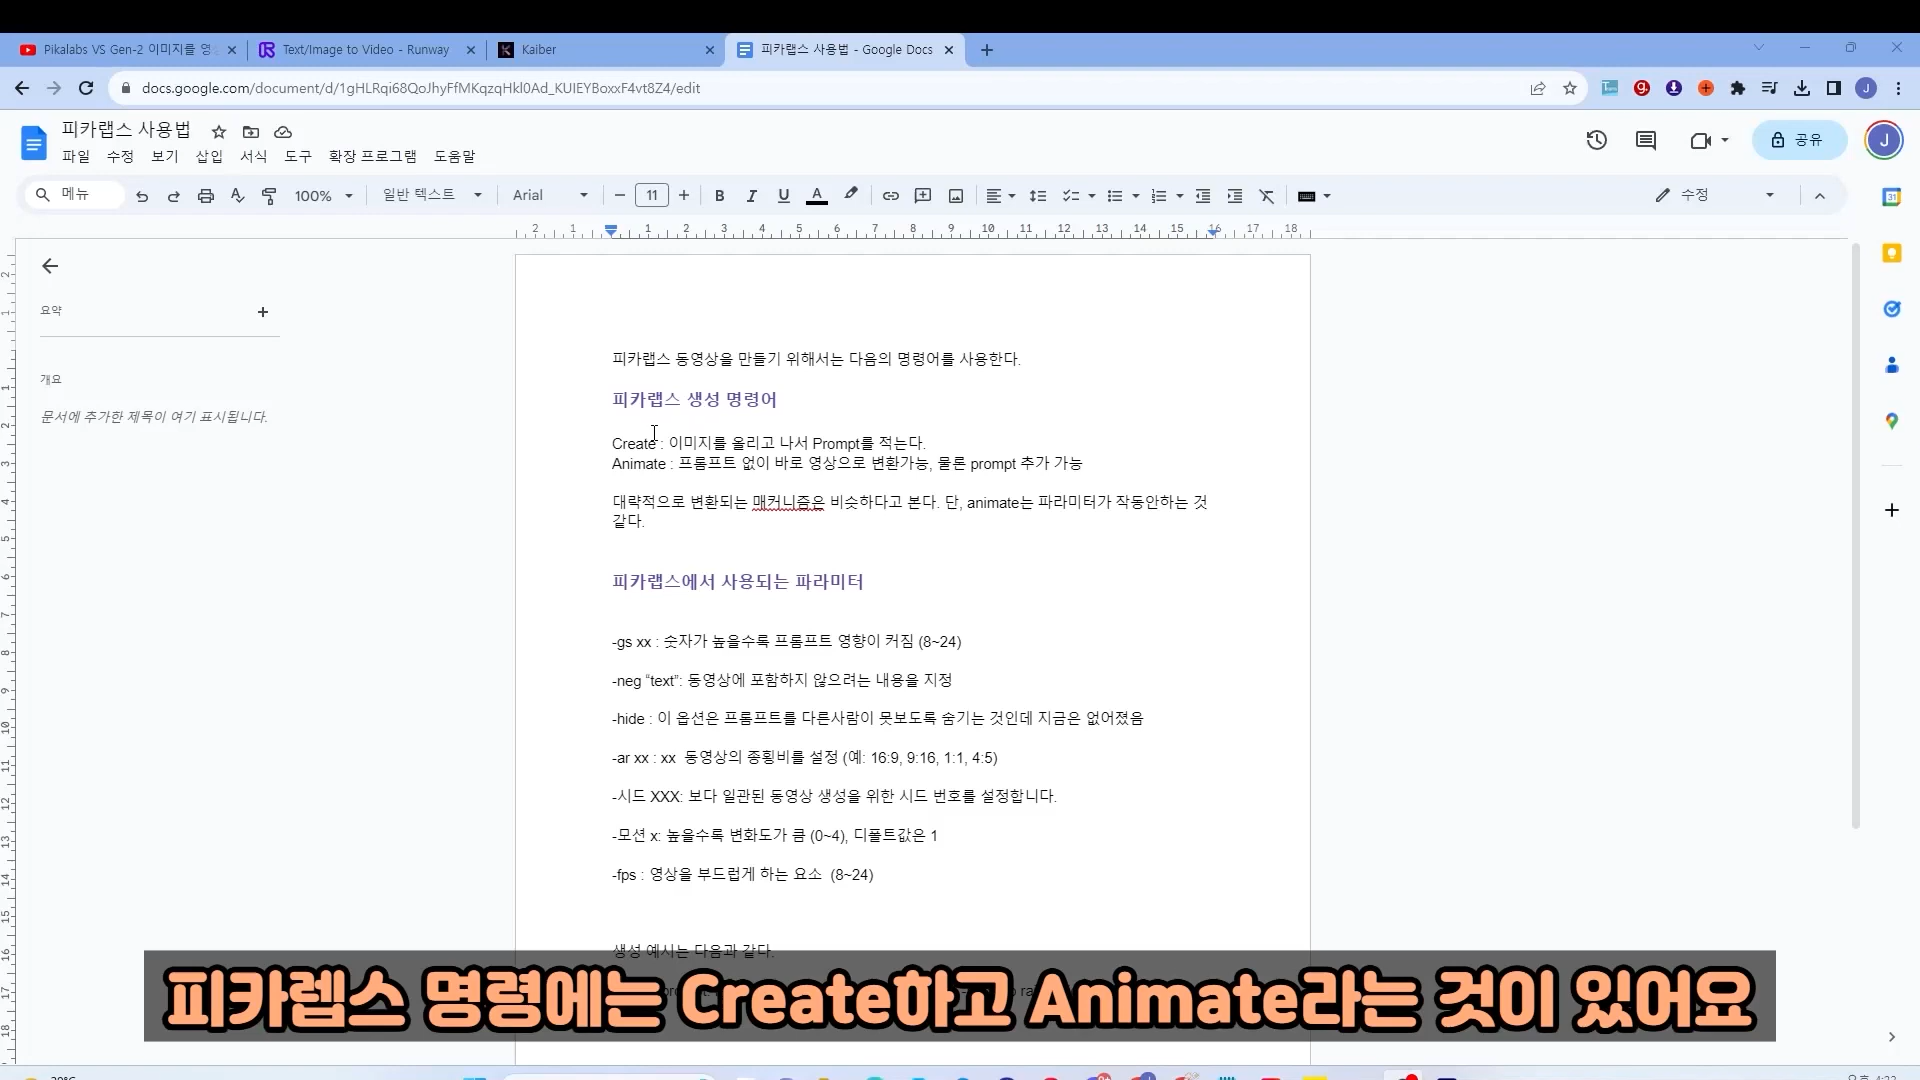 Pikalabs VS Gen-2 이미지를 영
Text/Image to Video - Runway
Kaiber
피카랩스 사용법 - Google Docs
docs.google.com/document/d/1gHLRqi68QoJhyFfMKqzqHkl0Ad_KUIEYBoxxF4vt8Z4/edit
피카랩스 사용법
파일 수정 보기 삽입 서식 도구 확장 프로그램 도움말
공유
J
메뉴 100% 일반 텍스트 Arial 11 수정
2 1 1 2 3 4 5 6 7 8 9 10 11 12 13 14 15 16 17 18
요약
개요
문서에 추가한 제목이 여기 표시됩니다.
피카랩스 동영상을 만들기 위해서는 다음의 명령어를 사용한다.
피카랩스 생성 명령어
Create : 이미지를 올리고 나서 Prompt를 적는다.
Animate : 프롬프트 없이 바로 영상으로 변환가능, 물론 prompt 추가 가능
대략적으로 변환되는 매커니즘은 비슷하다고 본다. 단, animate는 파라미터가 작동안하는 것
같다.
피카랩스에서 사용되는 파라미터
-gs xx : 숫자가 높을수록 프롬프트 영향이 커짐 (8~24)
-neg “text”: 동영상에 포함하지 않으려는 내용을 지정
-hide : 이 옵션은 프롬프트를 다른사람이 못보도록 숨기는 것인데 지금은 없어졌음
-ar xx : xx 동영상의 종횡비를 설정 (예: 16:9, 9:16, 1:1, 4:5)
-시드 XXX: 보다 일관된 동영상 생성을 위한 시드 번호를 설정합니다.
-모션 x: 높을수록 변화도가 큼 (0~4), 디폴트값은 1
-fps : 영상을 부드럽게 하는 요소 (8~24)
생성 예시는 다음과 같다.
피카렙스 명령에는 Create하고 Animate라는 것이 있어요